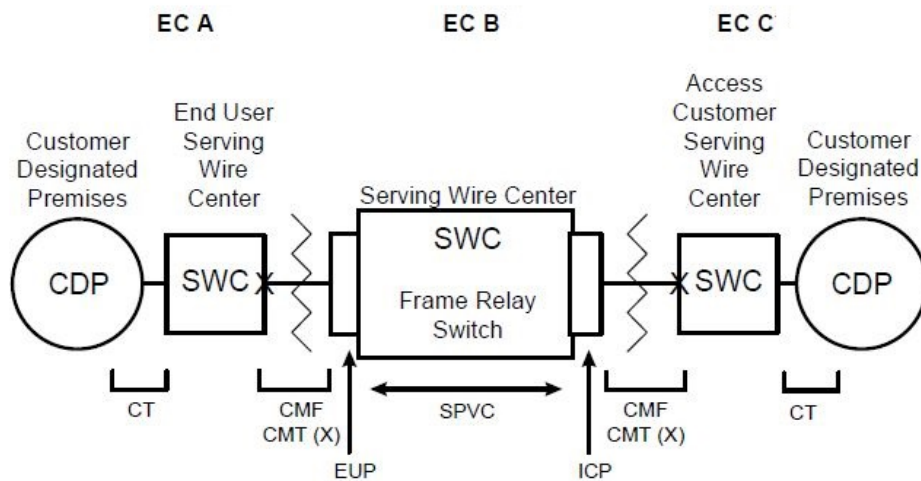 EC A
EC B
EC C
Customer
Designated
Premises
End User
Serving
Wire
Center
Serving Wire Center
Access
Customer
Serving
Wire
Center
Customer
Designated
Premises
CDP
SWC
X
SWC
Frame Relay
Switch
X
SWC
CDP
CT
CMF
CMT (X)
SPVC
CMF
CMT (X)
CT
EUP
ICP